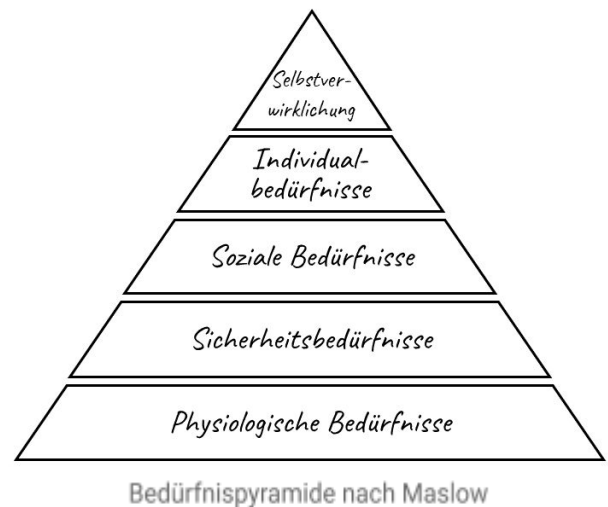 Selbstver-
wirklichung
Individual-
bedürfnisse
Soziale Bedürfnisse
Sicherheitsbedürfnisse
Physiologische Bedürfnisse
Bedürfnispyramide nach Maslow